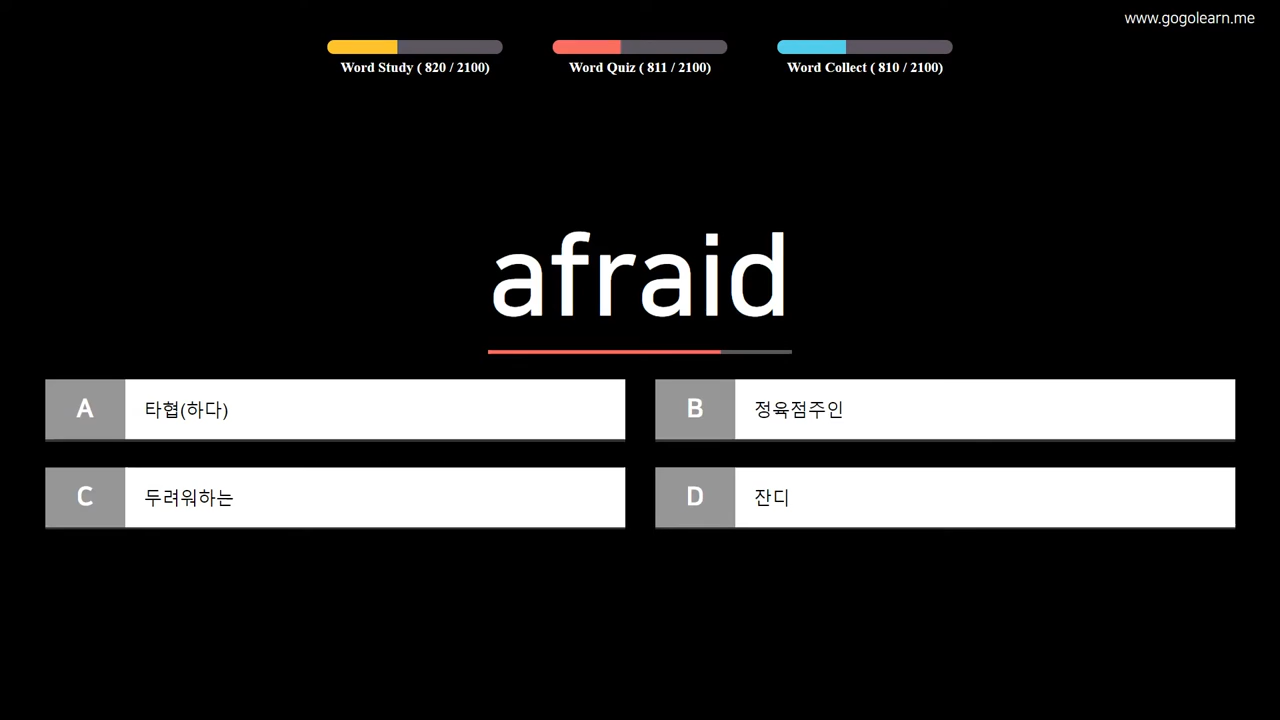 www.gogolearn.me
Word Study ( 820 / 2100)
Word Quiz ( 811 / 2100)
Word Collect ( 810 / 2100)
afraid
A 타협(하다)
B 정육점주인
C 두려워하는
D 잔디